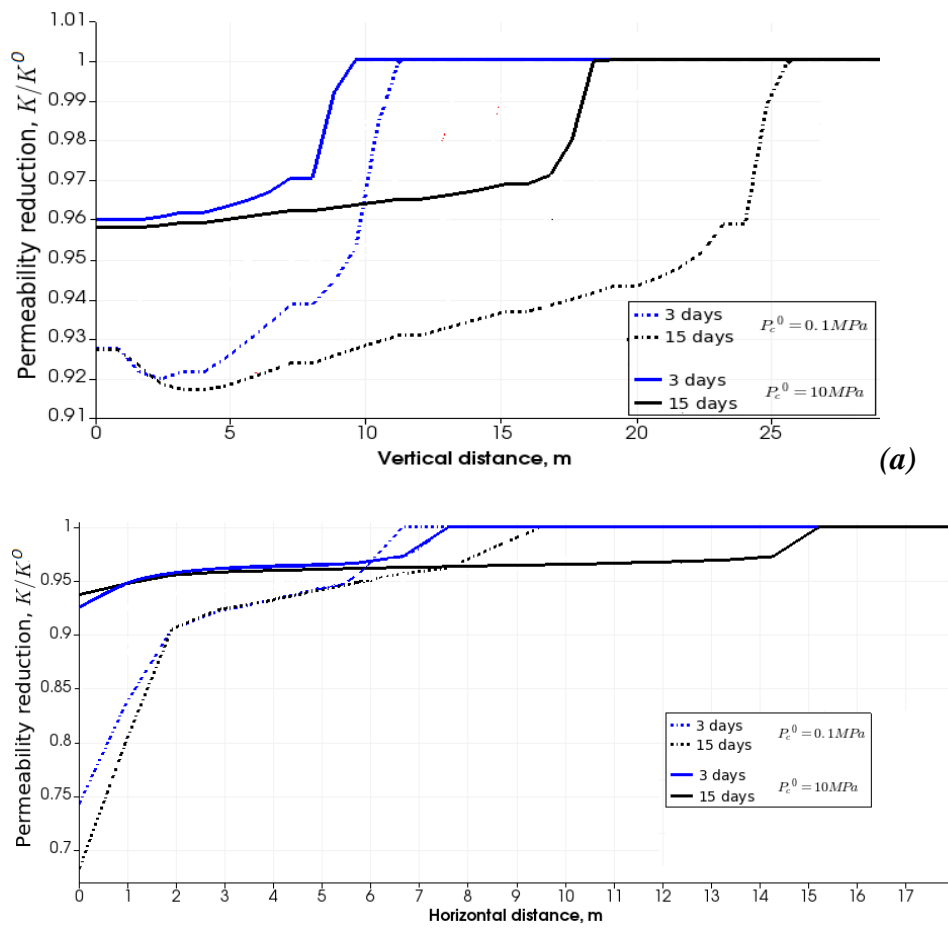 1.01
1
0.99
0.98
0.97
0.96
0.95
0.94
0.93
0.92
0.91
Permeability reduction, K/K⁰
0 5 10 15 20 25
Vertical distance, m
(a)
3 days
15 days
P_c⁰ = 0.1MPa
3 days
15 days
P_c⁰ = 10MPa
1
0.95
0.9
0.85
0.8
0.75
0.7
Permeability reduction, K/K⁰
0 1 2 3 4 5 6 7 8 9 10 11 12 13 14 15 16 17
Horizontal distance, m
3 days
15 days
P_c⁰ = 0.1MPa
3 days
15 days
P_c⁰ = 10MPa